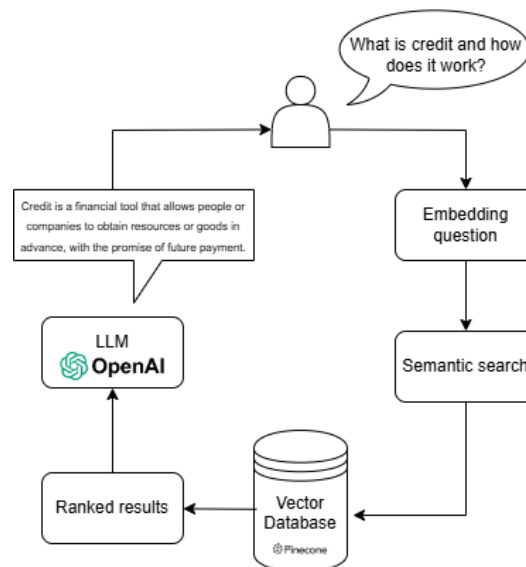 What is credit and how
does it work?
Credit is a financial tool that allows people or
companies to obtain resources or goods in
advance, with the promise of future payment.
Embedding
question
LLM
OpenAI
Semantic search
Vector
Database
Pinecone
Ranked results